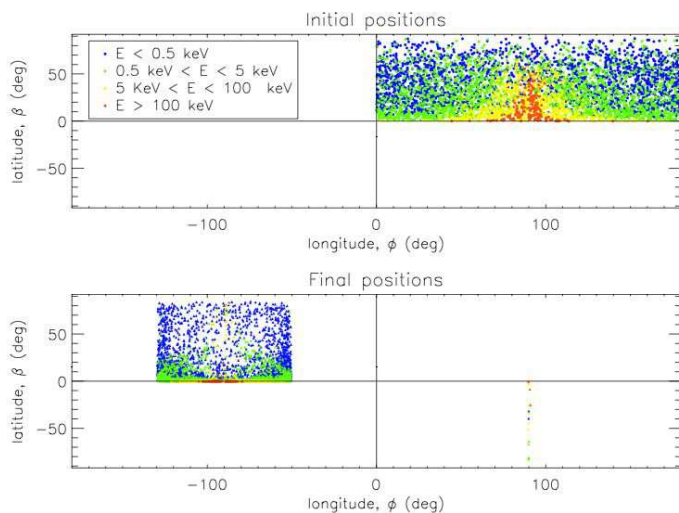 Initial positions
E < 0.5 keV
0.5 keV < E < 5 keV
5 KeV < E < 100 keV
E > 100 keV
50
0
-50
latitude, β (deg)
-100
0
100
longitude, ϕ (deg)
Final positions
50
0
-50
latitude, β (deg)
-100
0
100
longitude, ϕ (deg)